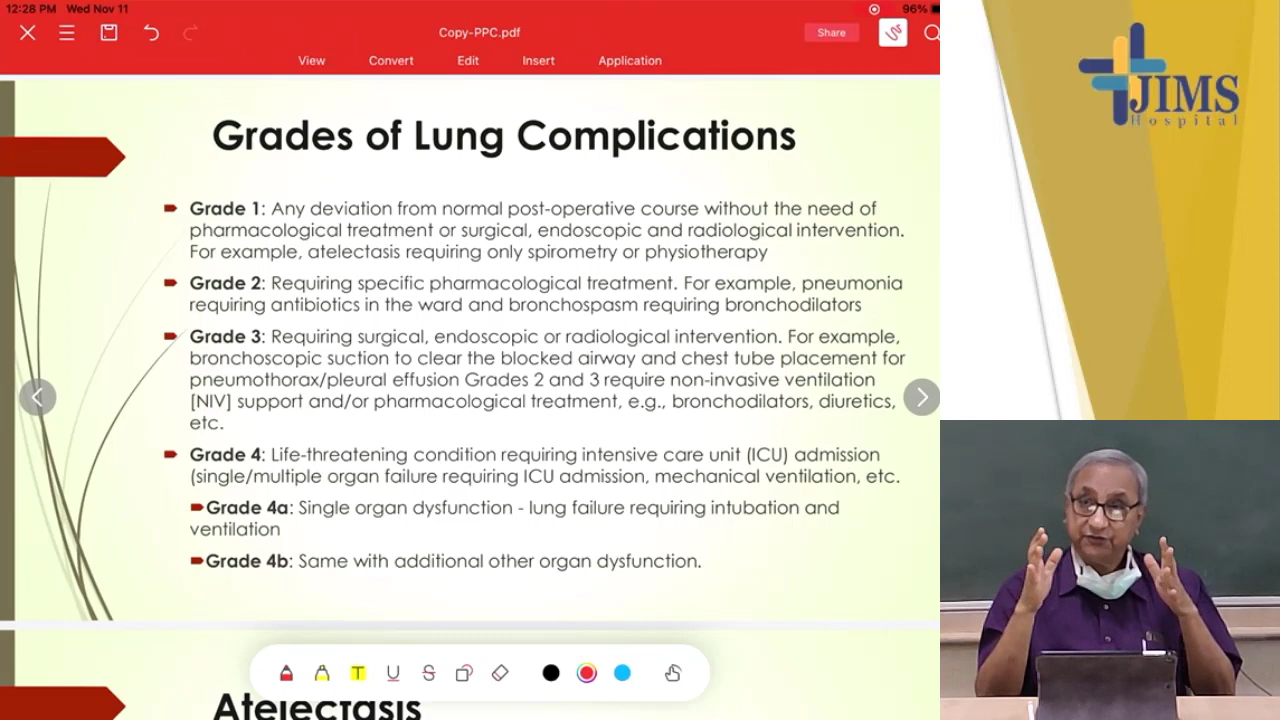 12:28 PM Wed Nov 11
96%
Copy-PPC.pdf
Share
View Convert Edit Insert Application
JIMS
Hospital
Grades of Lung Complications
Grade 1: Any deviation from normal post-operative course without the need of
pharmacological treatment or surgical, endoscopic and radiological intervention.
For example, atelectasis requiring only spirometry or physiotherapy
Grade 2: Requiring specific pharmacological treatment. For example, pneumonia
requiring antibiotics in the ward and bronchospasm requiring bronchodilators
Grade 3: Requiring surgical, endoscopic or radiological intervention. For example,
bronchoscopic suction to clear the blocked airway and chest tube placement for
pneumothorax/pleural effusion Grades 2 and 3 require non-invasive ventilation
[NIV] support and/or pharmacological treatment, e.g., bronchodilators, diuretics,
etc.
Grade 4: Life-threatening condition requiring intensive care unit (ICU) admission
(single/multiple organ failure requiring ICU admission, mechanical ventilation, etc.
Grade 4a: Single organ dysfunction - lung failure requiring intubation and
ventilation
Grade 4b: Same with additional other organ dysfunction.
T U S
Atelectasis